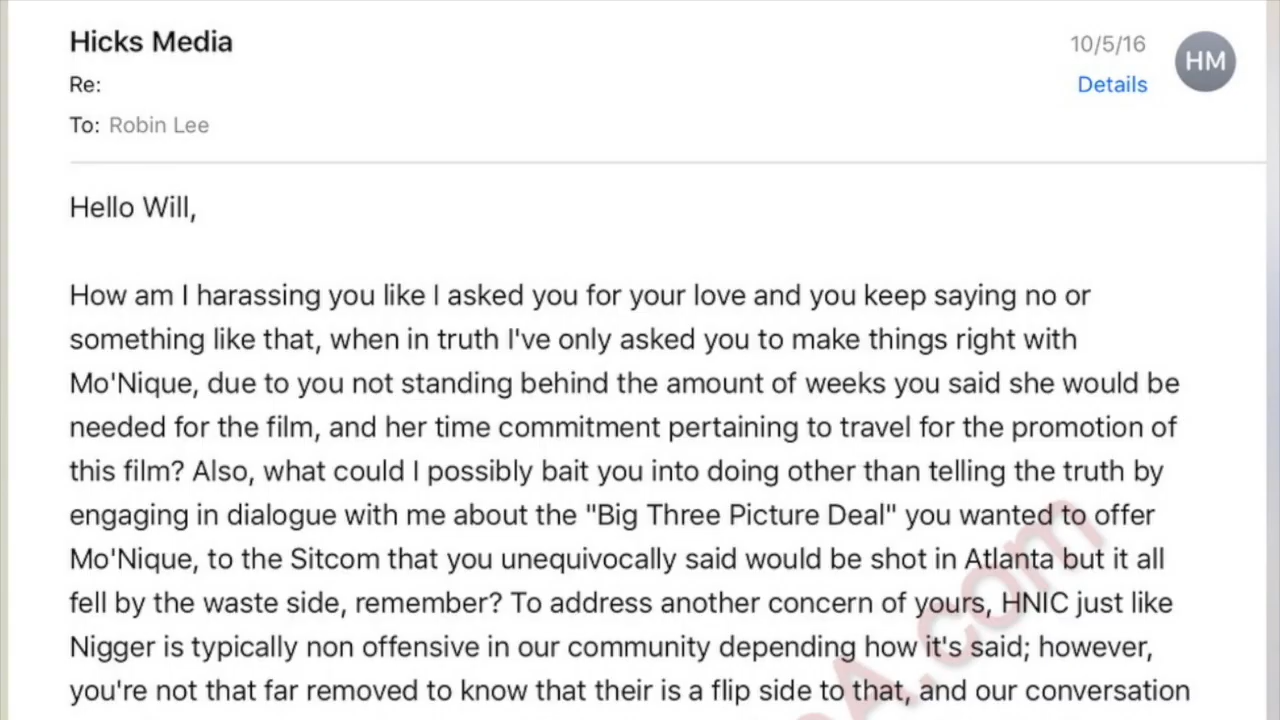 Hicks Media
10/5/16
HM
Re:
Details
To: Robin Lee
Hello Will,
How am I harassing you like I asked you for your love and you keep saying no or
something like that, when in truth I've only asked you to make things right with
Mo'Nique, due to you not standing behind the amount of weeks you said she would be
needed for the film, and her time commitment pertaining to travel for the promotion of
this film? Also, what could I possibly bait you into doing other than telling the truth by
engaging in dialogue with me about the "Big Three Picture Deal" you wanted to offer
Mo'Nique, to the Sitcom that you unequivocally said would be shot in Atlanta but it all
fell by the waste side, remember? To address another concern of yours, HNIC just like
Nigger is typically non offensive in our community depending how it's said; however,
you're not that far removed to know that their is a flip side to that, and our conversation